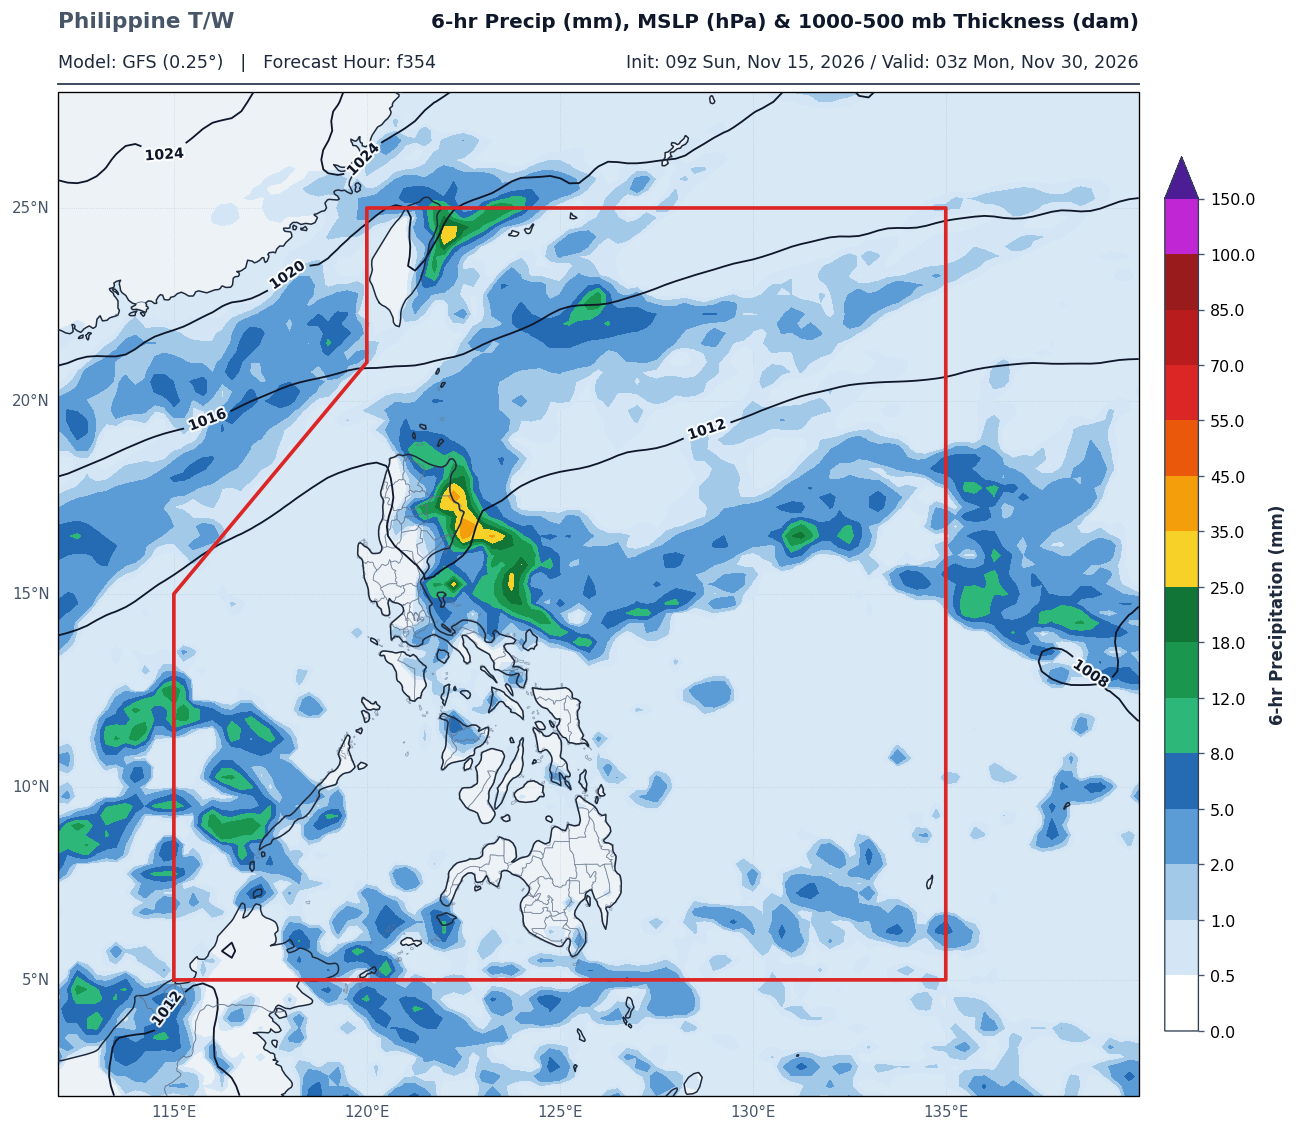 Philippine T/W
6-hr Precip (mm), MSLP (hPa) & 1000-500 mb Thickness (dam)
Model: GFS (0.25°) | Forecast Hour: f354
Init: 09z Sun, Nov 15, 2026 / Valid: 03z Mon, Nov 30, 2026
1024
1024
1020
1016
1012
1008
1012
25°N
20°N
15°N
10°N
5°N
115°E
120°E
125°E
130°E
135°E
150.0
100.0
85.0
70.0
55.0
45.0
35.0
25.0
18.0
12.0
8.0
5.0
2.0
1.0
0.5
0.0
6-hr Precipitation (mm)